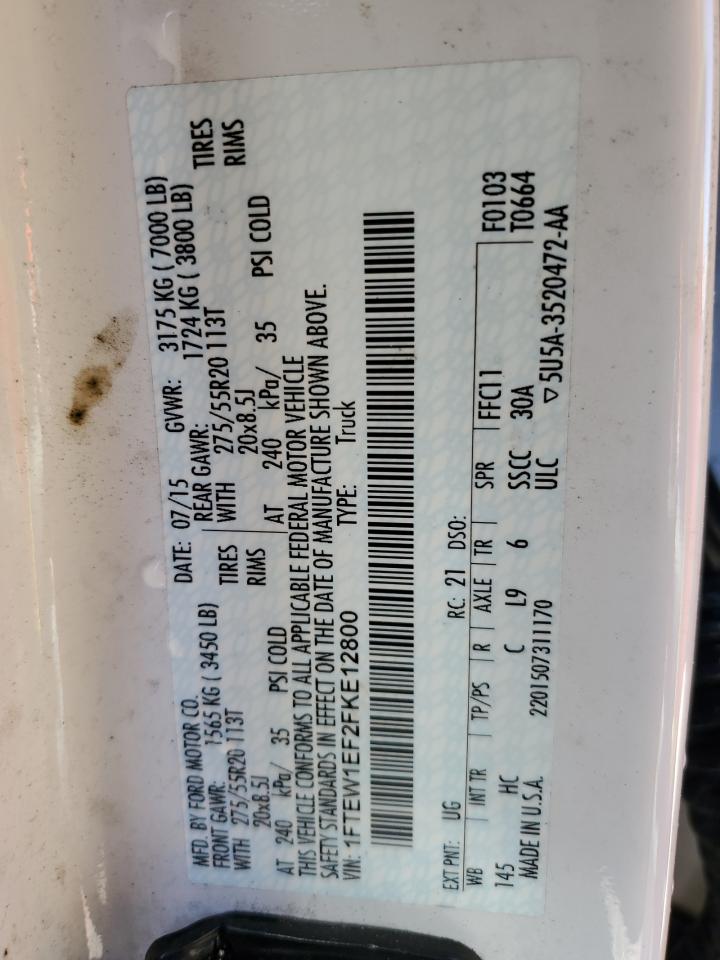 MFD. BY FORD MOTOR CO.
DATE: 07/15 GVWR: 3175 KG ( 7000 LB)
FRONT GAWR: 1565 KG ( 3450 LB) REAR GAWR: 1724 KG ( 3800 LB)
WITH 275/55R20 113T TIRES WITH 275/55R20 113T TIRES
20x8.5J RIMS 20x8.5J RIMS
AT 240 kPa/ 35 PSI COLD AT 240 kPa/ 35 PSI COLD
THIS VEHICLE CONFORMS TO ALL APPLICABLE FEDERAL MOTOR VEHICLE
SAFETY STANDARDS IN EFFECT ON THE DATE OF MANUFACTURE SHOWN ABOVE.
VIN: 1FTEW1EF2FKE12800 TYPE: Truck
EXT PNT: UG RC: 21 DSO: F0103
WB INT TR TP/PS R AXLE TR SPR FFC11 T0664
145 HC C L9 6 SSCC 30A
MADE IN U.S.A. 2201507311170 ULC ▽ 5U5A-3520472-AA